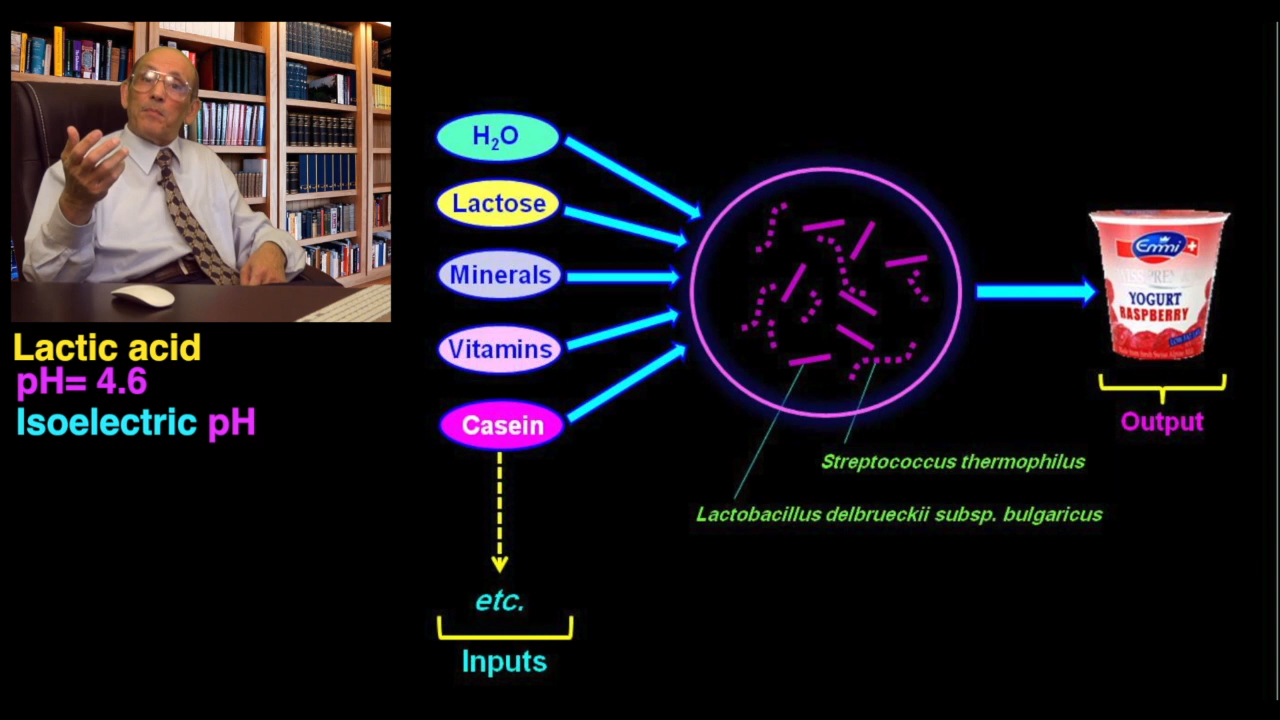 Lactic acid
pH= 4.6
Isoelectric pH
H₂O
Lactose
Minerals
Vitamins
Casein
etc.
Inputs
Streptococcus thermophilus
Lactobacillus delbrueckii subsp. bulgaricus
Emmi
YOGURT
RASPBERRY
Output